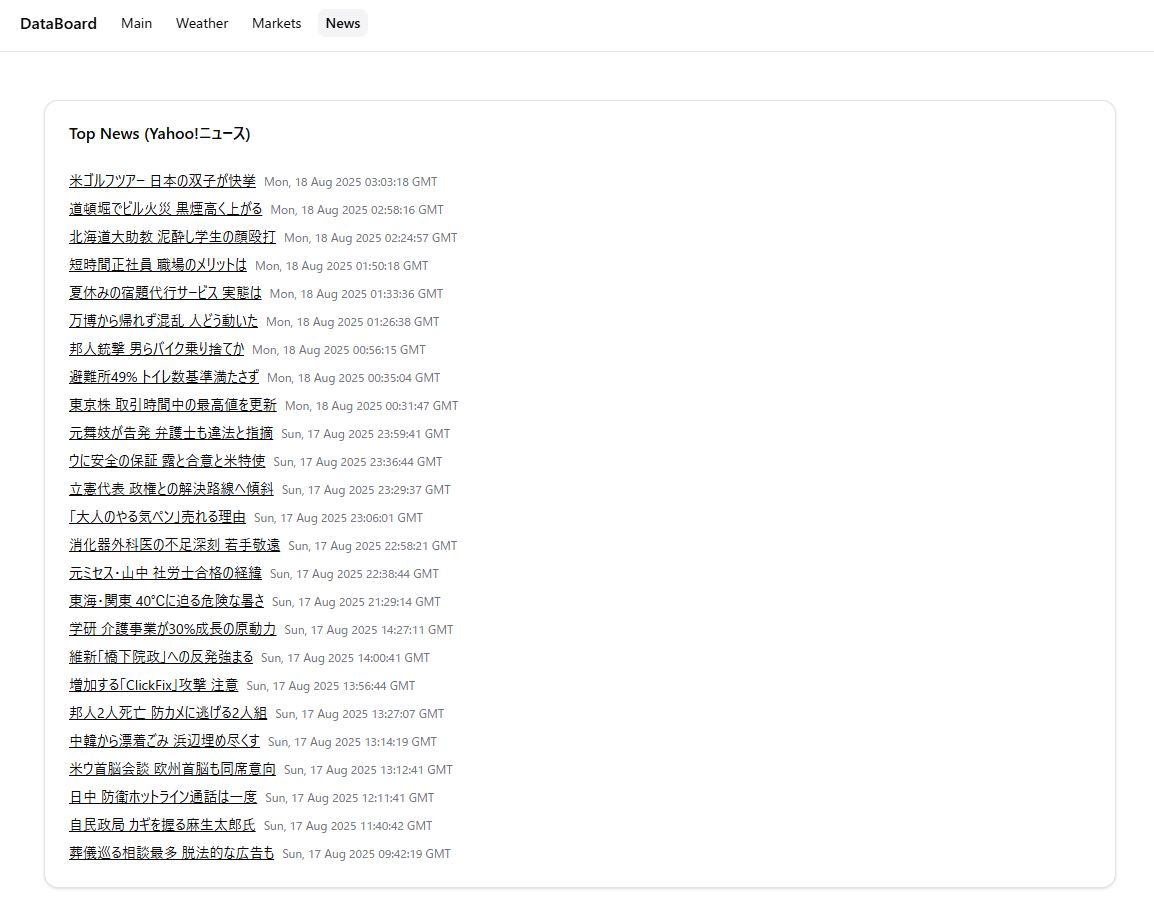 DataBoard Main Weather Markets News
Top News (Yahoo!ニュース)
米ゴルフツアー 日本の双子が快挙 Mon, 18 Aug 2025 03:03:18 GMT
道頓堀でビル火災 黒煙高く上がる Mon, 18 Aug 2025 02:58:16 GMT
北海道大助教 泥酔し学生の顔殴打 Mon, 18 Aug 2025 02:24:57 GMT
短時間正社員 職場のメリットは Mon, 18 Aug 2025 01:50:18 GMT
夏休みの宿題代行サービス 実態は Mon, 18 Aug 2025 01:33:36 GMT
万博から帰れず混乱 人どう動いた Mon, 18 Aug 2025 01:26:38 GMT
邦人銃撃 男らバイク乗り捨てか Mon, 18 Aug 2025 00:56:15 GMT
避難所49% トイレ数基準満たさず Mon, 18 Aug 2025 00:35:04 GMT
東京株 取引時間中の最高値を更新 Mon, 18 Aug 2025 00:31:47 GMT
元舞妓が告発 弁護士も違法と指摘 Sun, 17 Aug 2025 23:59:41 GMT
ウに安全の保証 露と合意と米特使 Sun, 17 Aug 2025 23:36:44 GMT
立憲代表 政権との解決路線へ傾斜 Sun, 17 Aug 2025 23:29:37 GMT
「大人のやる気ペン」売れる理由 Sun, 17 Aug 2025 23:06:01 GMT
消化器外科医の不足深刻 若手敬遠 Sun, 17 Aug 2025 22:58:21 GMT
元ミセス・山中 社労士合格の経緯 Sun, 17 Aug 2025 22:38:44 GMT
東海・関東 40℃に迫る危険な暑さ Sun, 17 Aug 2025 21:29:14 GMT
学研 介護事業が30%成長の原動力 Sun, 17 Aug 2025 14:27:11 GMT
維新「橋下院政」への反発強まる Sun, 17 Aug 2025 14:00:41 GMT
増加する「ClickFix」攻撃 注意 Sun, 17 Aug 2025 13:56:44 GMT
邦人2人死亡 防カメに逃げる2人組 Sun, 17 Aug 2025 13:27:07 GMT
中韓から漂着ごみ 浜辺埋め尽くす Sun, 17 Aug 2025 13:14:19 GMT
米ウ首脳会談 欧州首脳も同席意向 Sun, 17 Aug 2025 13:12:41 GMT
日中 防衛ホットライン通話は一度 Sun, 17 Aug 2025 12:11:41 GMT
自民政局 カギを握る麻生太郎氏 Sun, 17 Aug 2025 11:40:42 GMT
葬儀巡る相談最多 脱法的な広告も Sun, 17 Aug 2025 09:42:19 GMT